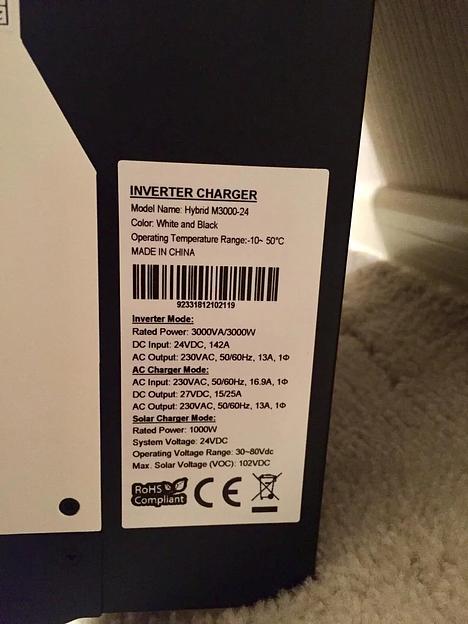 INVERTER CHARGER
Model Name: Hybrid M3000-24
Color: White and Black
Operating Temperature Range:-10~ 50°C
MADE IN CHINA
92331812102119
Inverter Mode:
Rated Power: 3000VA/3000W
DC Input: 24VDC, 142A
AC Output: 230VAC, 50/60Hz, 13A, 1Φ
AC Charger Mode:
AC Input: 230VAC, 50/60Hz, 16.9A, 1Φ
DC Output: 27VDC, 15/25A
AC Output: 230VAC, 50/60Hz, 13A, 1Φ
Solar Charger Mode:
Rated Power: 1000W
System Voltage: 24VDC
Operating Voltage Range: 30~80Vdc
Max. Solar Voltage (VOC): 102VDC
RoHS
Compliant
CE